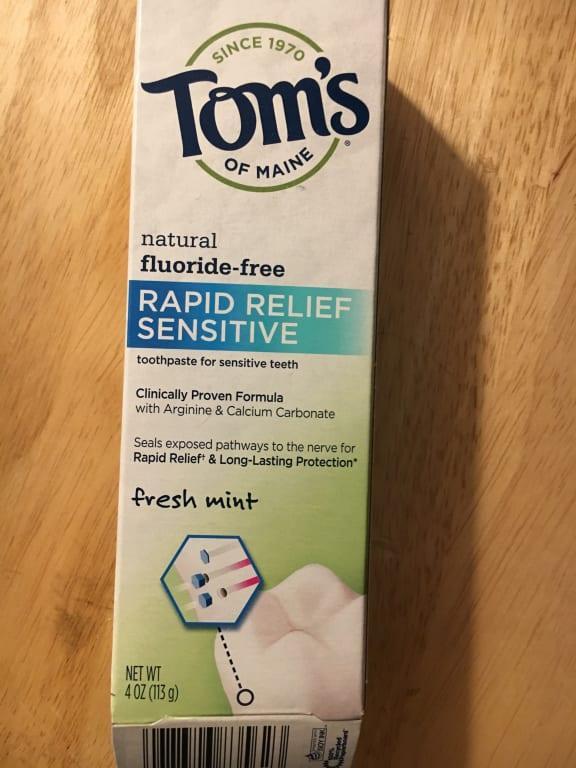 SINCE 1970
Tom's
OF MAINE®
natural
fluoride-free
RAPID RELIEF
SENSITIVE
toothpaste for sensitive teeth
Clinically Proven Formula
with Arginine & Calcium Carbonate
Seals exposed pathways to the nerve for
Rapid Relief† & Long-Lasting Protection*
fresh mint
NET WT
4 OZ (113 g)
SOY INK